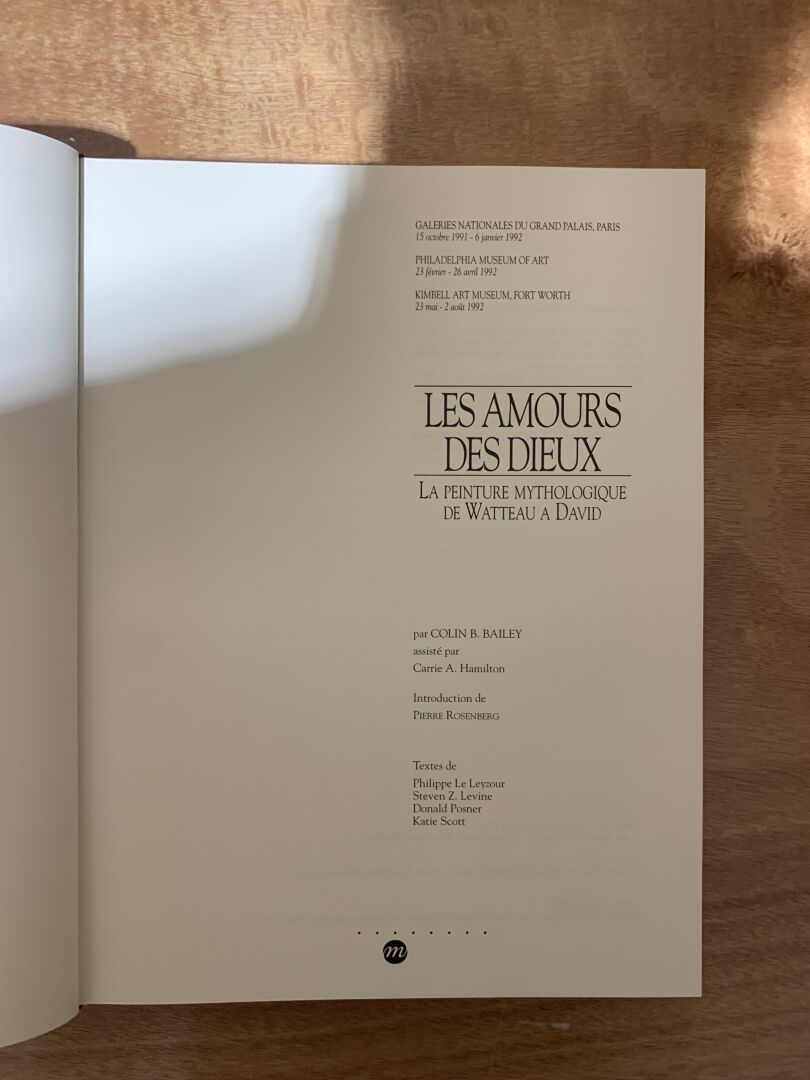 GALERIES NATIONALES DU GRAND PALAIS, PARIS
15 octobre 1991 - 6 janvier 1992
PHILADELPHIA MUSEUM OF ART
23 février - 26 avril 1992
KIMBELL ART MUSEUM, FORT WORTH
23 mai - 2 août 1992
LES AMOURS
DES DIEUX
LA PEINTURE MYTHOLOGIQUE
DE WATTEAU A DAVID
par COLIN B. BAILEY
assisté par
Carrie A. Hamilton
Introduction de
PIERRE ROSENBERG
Textes de
Philippe Le Leyzour
Steven Z. Levine
Donald Posner
Katie Scott
m